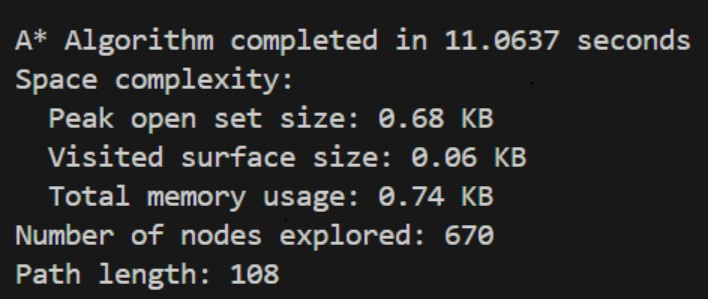 A* Algorithm completed in 11.0637 seconds
Space complexity:
Peak open set size: 0.68 KB
Visited surface size: 0.06 KB
Total memory usage: 0.74 KB
Number of nodes explored: 670
Path length: 108